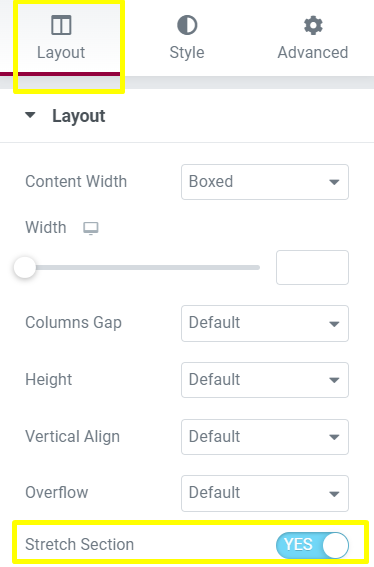 Layout Style Advanced
Layout
Content Width Boxed
Width
Columns Gap Default
Height Default
Vertical Align Default
Overflow Default
Stretch Section YES